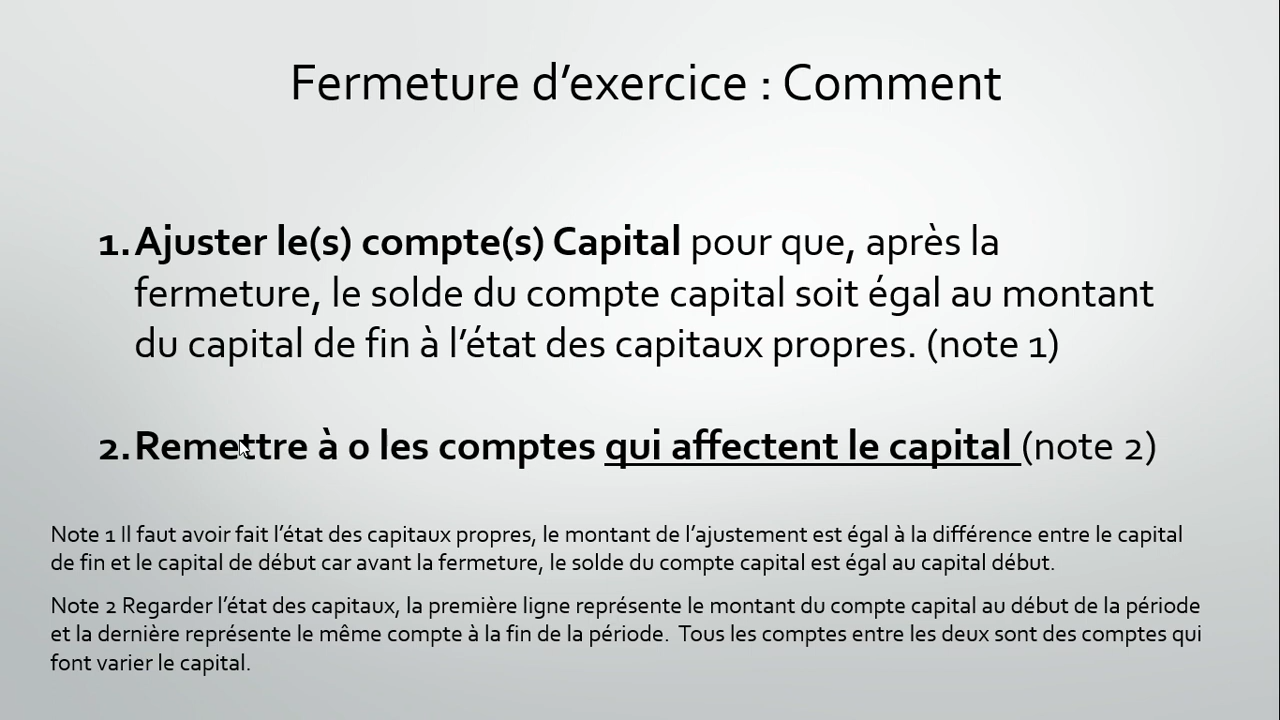 Fermeture d’exercice : Comment
1. Ajuster le(s) compte(s) Capital pour que, après la
fermeture, le solde du compte capital soit égal au montant
du capital de fin à l’état des capitaux propres. (note 1)
2. Remettre à 0 les comptes qui affectent le capital (note 2)
Note 1 Il faut avoir fait l’état des capitaux propres, le montant de l’ajustement est égal à la différence entre le capital
de fin et le capital de début car avant la fermeture, le solde du compte capital est égal au capital début.
Note 2 Regarder l’état des capitaux, la première ligne représente le montant du compte capital au début de la période
et la dernière représente le même compte à la fin de la période.  Tous les comptes entre les deux sont des comptes qui
font varier le capital.